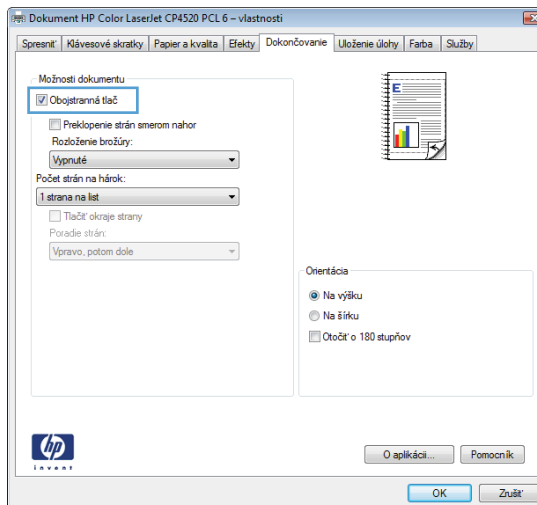 Dokument HP Color LaserJet CP4520 PCL 6 – vlastnosti
Spresniť Klávesové skratky Papier a kvalita Efekty Dokončovanie Uloženie úlohy Farba Služby
Možnosti dokumentu
Obojstranná tlač
Preklopenie strán smerom nahor
Rozloženie brožúry:
Vypnuté
Počet strán na hárok:
1 strana na list
Tlačiť okraje strany
Poradie strán:
Vpravo, potom dole
E
Orientácia
Na výšku
Na šírku
Otočiť o 180 stupňov
hp
invent
O aplikácii... Pomocník
OK Zrušiť